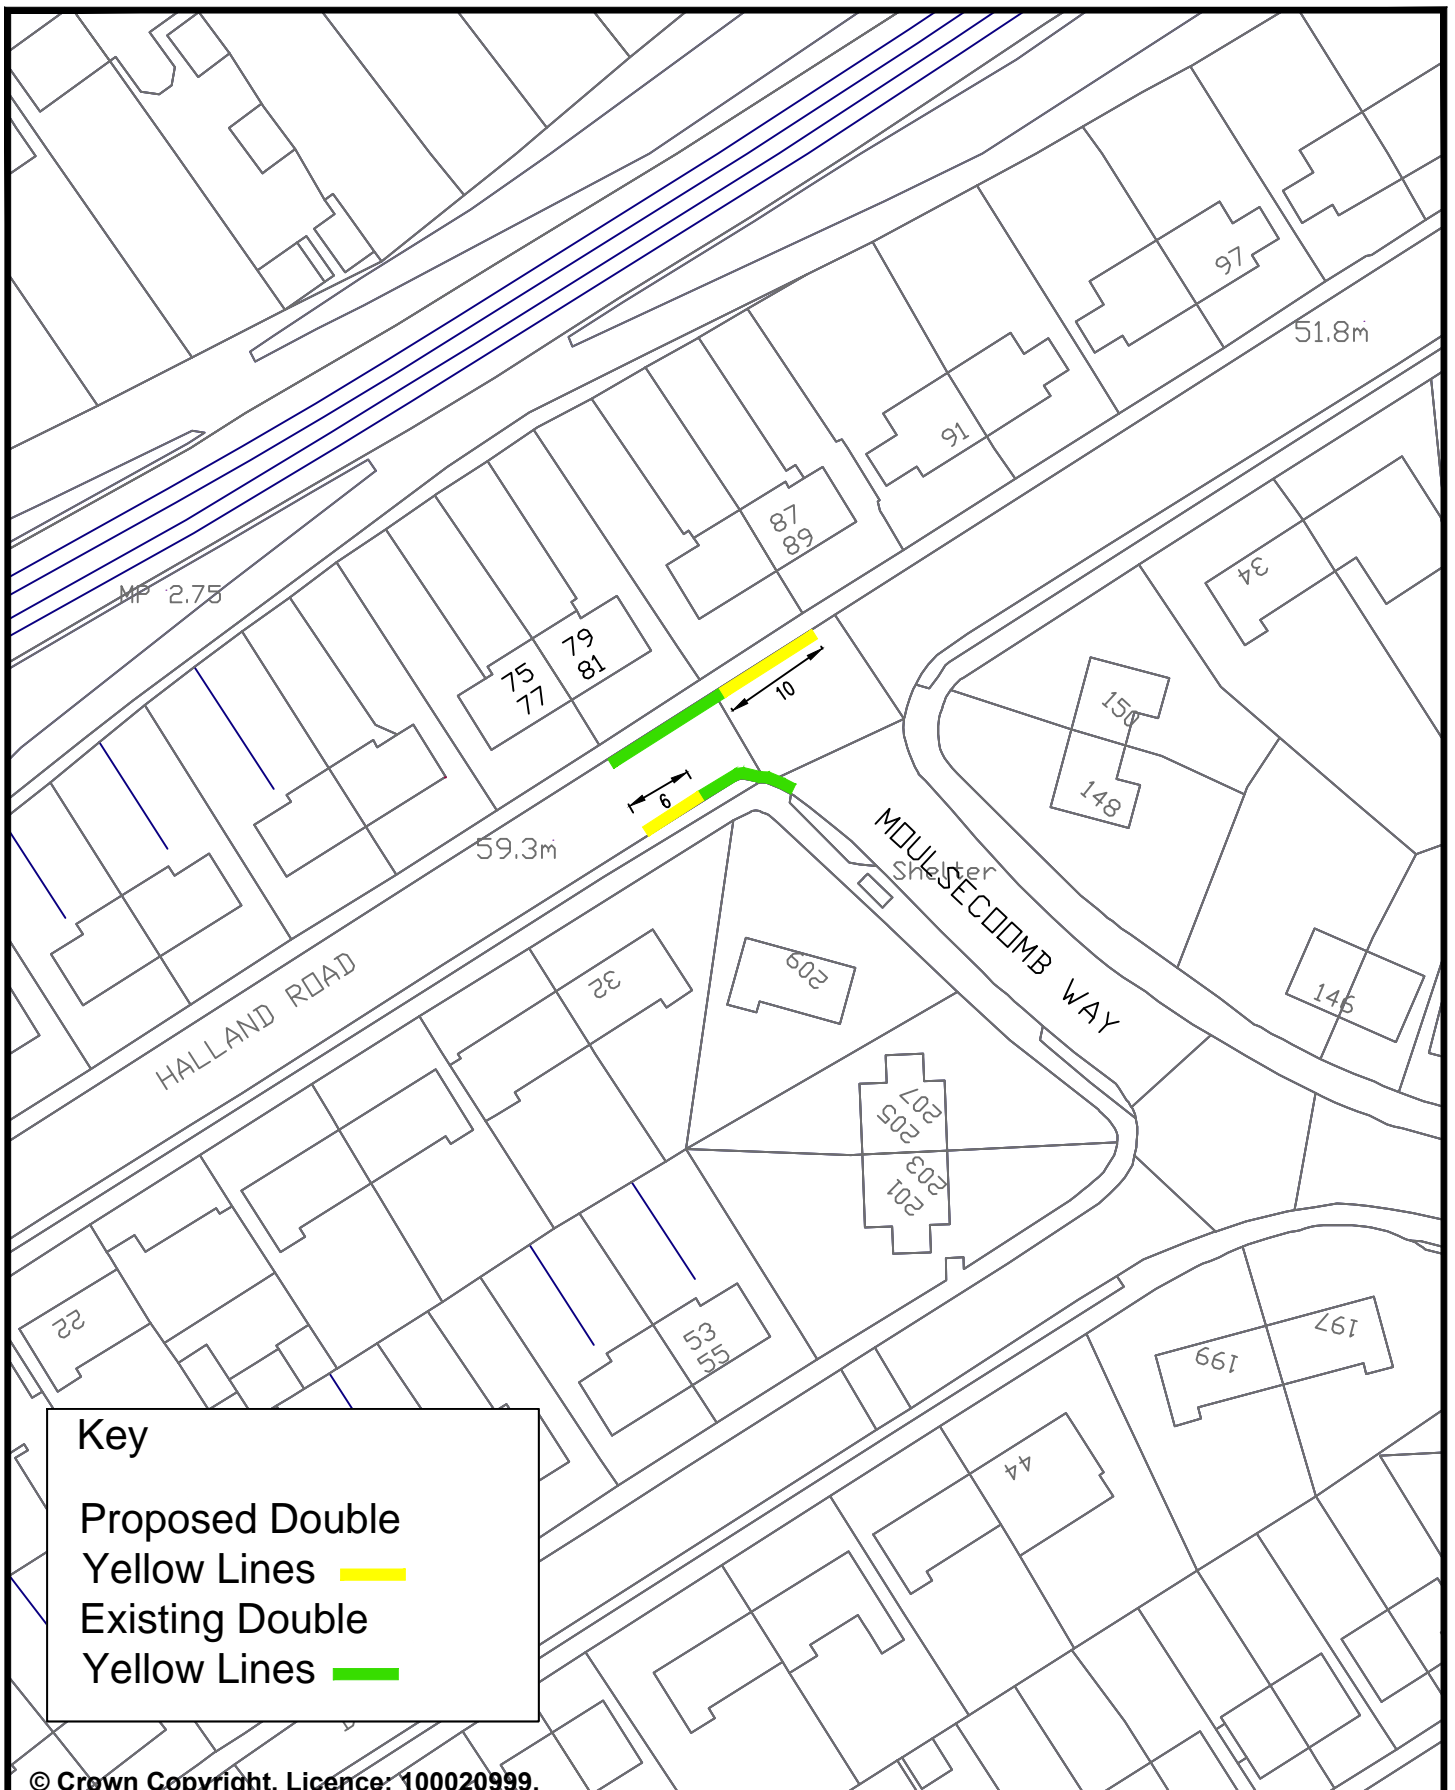 97
51.8m
91
87
89
34
MP 2.75
79
75
81
77
10
150
6
148
59.3m
Shelter
MOULSECOOMB WAY
HALLAND ROAD
32
209
146
207
205
203
201
22
53
55
197
199
44
Key
Proposed Double
Yellow Lines
Existing Double
Yellow Lines
© Crown Copyright. Licence: 100020999.